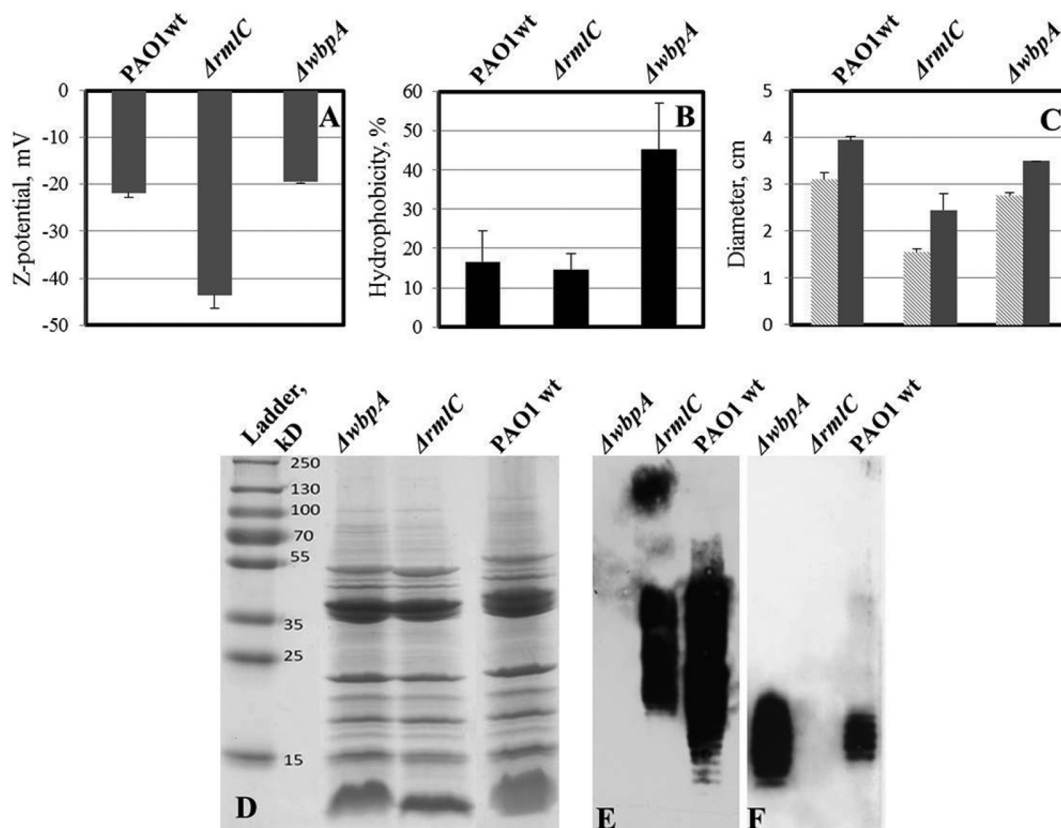 PAO1wt
ΔrmlC
ΔwbpA
Z-potential, mV
0
-10
-20
-30
-40
-50
A
PAO1wt
ΔrmlC
ΔwbpA
Hydrophobicity, %
60
50
40
30
20
10
0
B
PAO1wt
ΔrmlC
ΔwbpA
Diameter, cm
5
4
3
2
1
0
C
Ladder,
kD
ΔwbpA
ΔrmlC
PAO1 wt
250
130
100
70
55
35
25
15
D
ΔwbpA
ΔrmlC
PAO1 wt
E
ΔwbpA
ΔrmlC
PAO1 wt
F